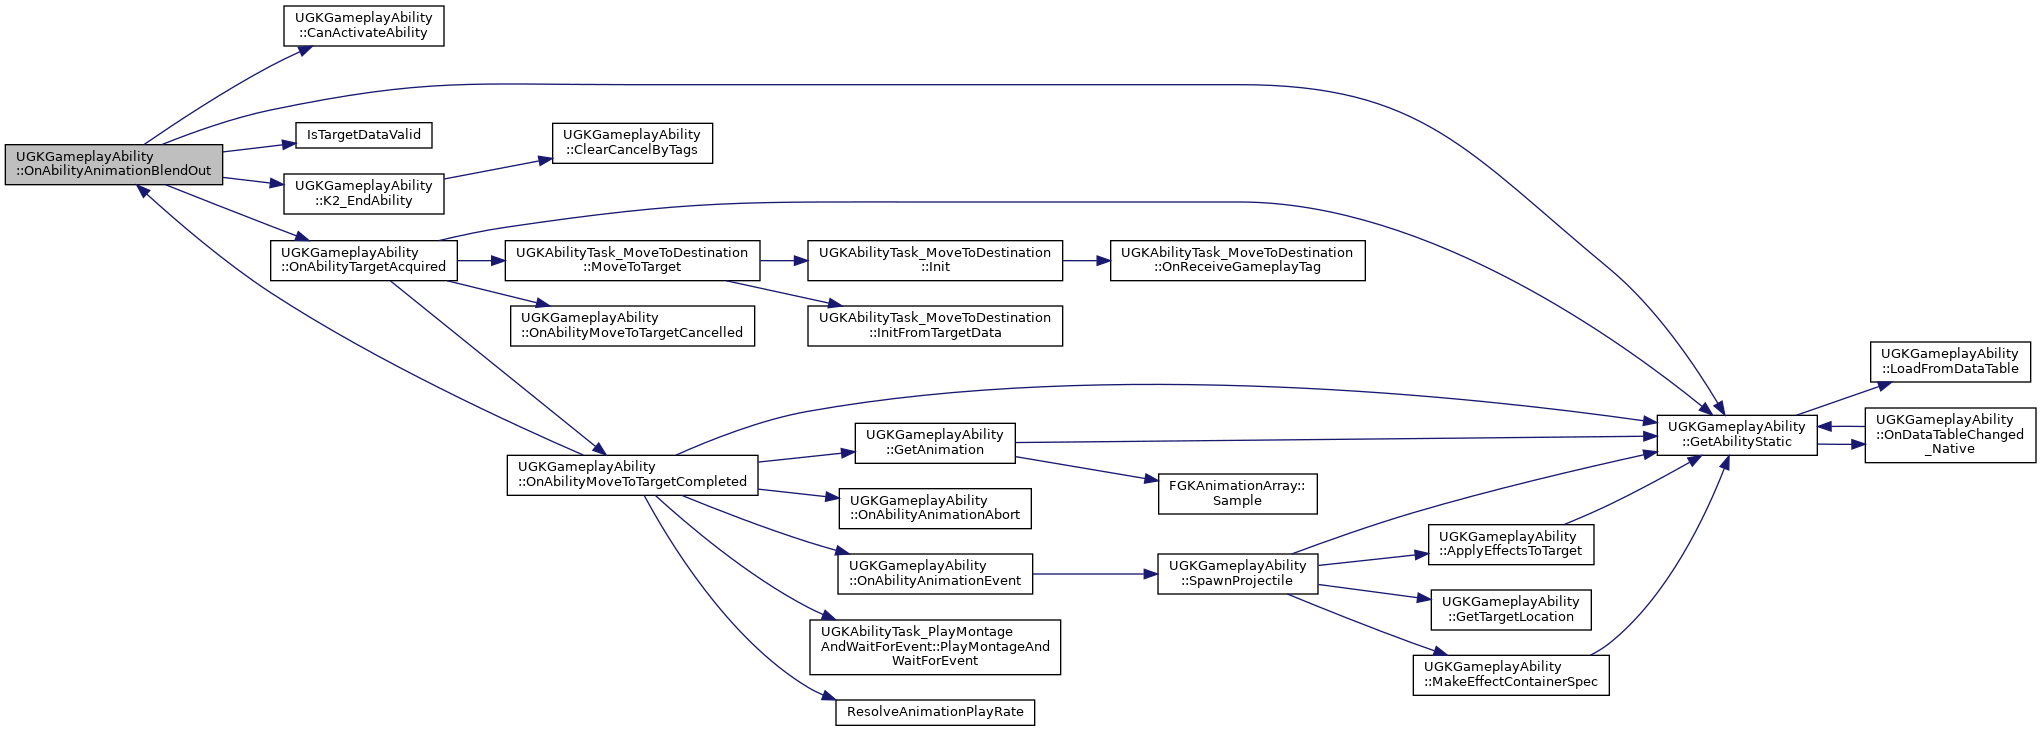 UGKGameplayAbility
::CanActivateAbility
IsTargetDataValid
UGKGameplayAbility
::ClearCancelByTags
UGKGameplayAbility
::OnAbilityAnimationBlendOut
UGKGameplayAbility
::K2_EndAbility
UGKGameplayAbility
::OnAbilityTargetAcquired
UGKAbilityTask_MoveToDestination
::MoveToTarget
UGKAbilityTask_MoveToDestination
::Init
UGKAbilityTask_MoveToDestination
::OnReceiveGameplayTag
UGKGameplayAbility
::OnAbilityMoveToTargetCancelled
UGKAbilityTask_MoveToDestination
::InitFromTargetData
UGKGameplayAbility
::LoadFromDataTable
UGKGameplayAbility
::GetAbilityStatic
UGKGameplayAbility
::OnDataTableChanged
_Native
UGKGameplayAbility
::GetAnimation
UGKGameplayAbility
::OnAbilityMoveToTargetCompleted
FGKAnimationArray::
Sample
UGKGameplayAbility
::OnAbilityAnimationAbort
UGKGameplayAbility
::ApplyEffectsToTarget
UGKGameplayAbility
::OnAbilityAnimationEvent
UGKGameplayAbility
::SpawnProjectile
UGKGameplayAbility
::GetTargetLocation
UGKAbilityTask_PlayMontage
AndWaitForEvent::PlayMontageAnd
WaitForEvent
UGKGameplayAbility
::MakeEffectContainerSpec
ResolveAnimationPlayRate